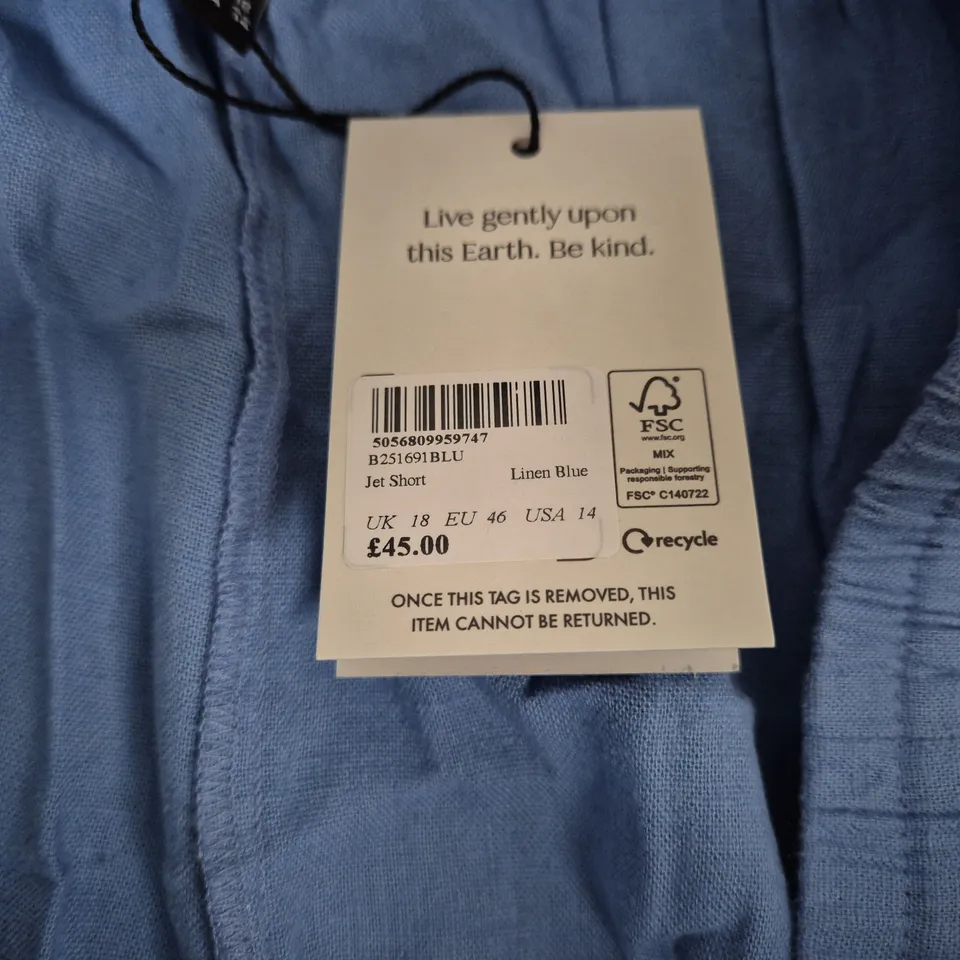 Live gently upon
this Earth. Be kind.
5056809959747
B251691BLU
Jet Short Linen Blue
UK 18 EU 46 USA 14
£45.00
FSC
www.fsc.org
MIX
Packaging | Supporting
responsible forestry
FSC® C140722
recycle
ONCE THIS TAG IS REMOVED, THIS
ITEM CANNOT BE RETURNED.